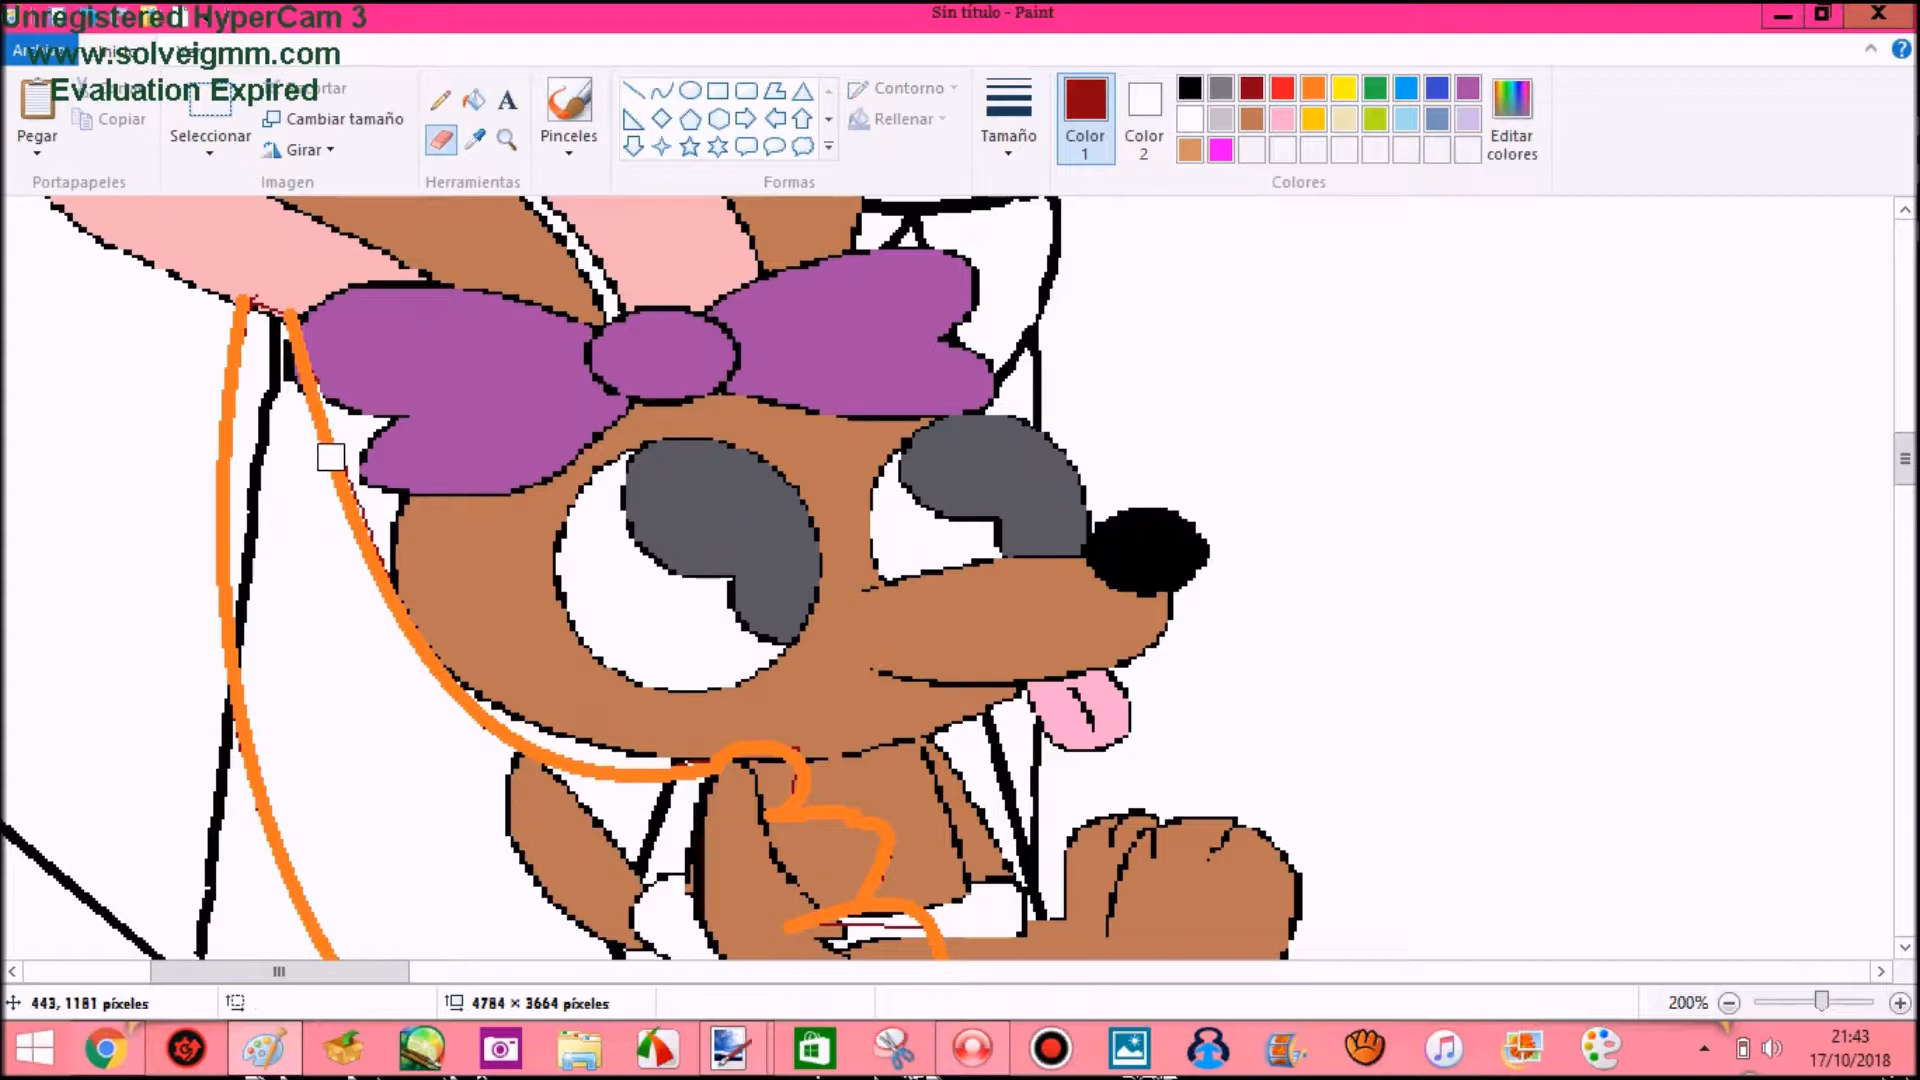 Unregistered HyperCam 3
Sin título - Paint
www.solveigmm.com
Evaluation Expired
Pegar
Copiar
Portapapeles
Seleccionar
Cambiar tamaño
Girar
Imagen
Herramientas
Pinceles
Formas
Contorno
Rellenar
Tamaño
Color
1
Color
2
Colores
Editar
colores
443, 1181 píxeles
4784 × 3664 píxeles
200%
21:43
17/10/2018